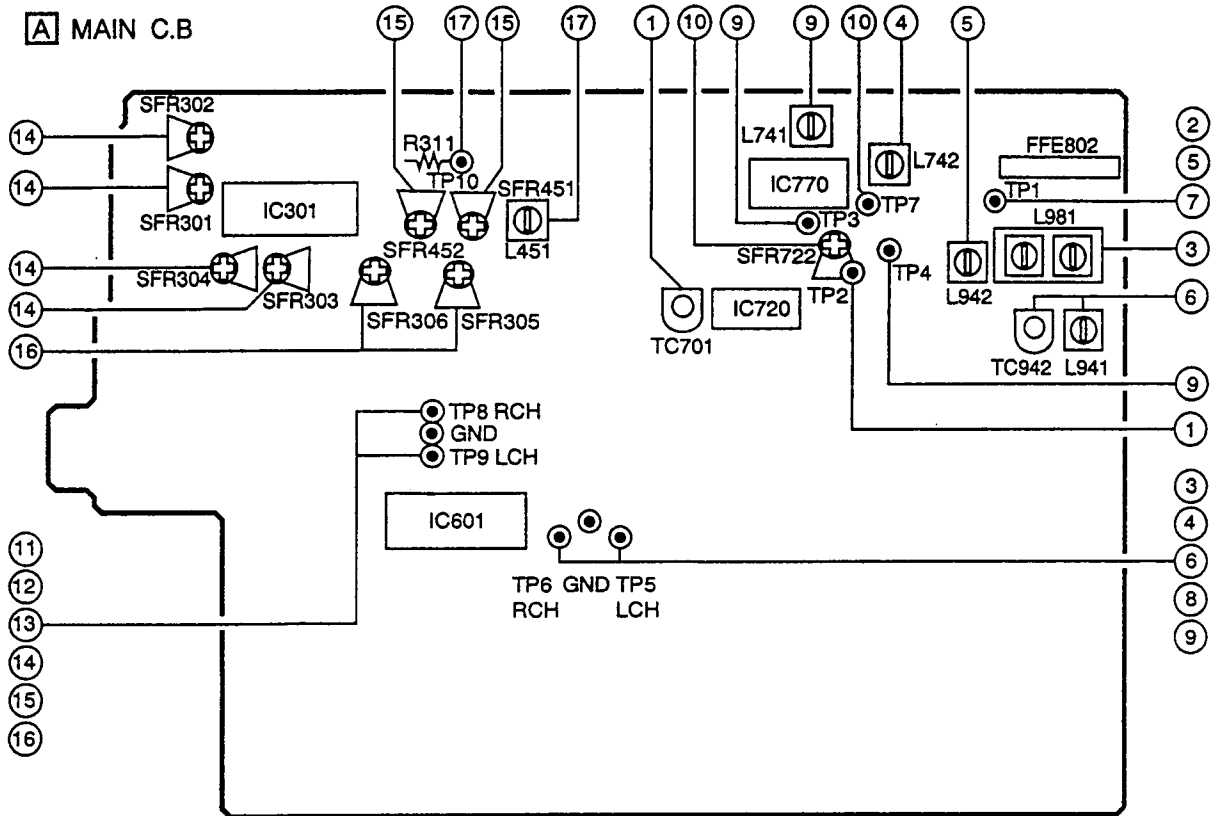 A MAIN C.B
15 17 15 17 1 10 9 9 10 4 5
SFR302
14
R311
L741
L742
FFE802
2
5
14
TP10
SFR451
IC770
TP1
7
SFR301
IC301
TP3
TP7
L981
SFR452
L451
SFR722
TP4
3
14
SFR304
SFR303
TP2
L942
14
SFR306
SFR305
IC720
6
16
TC701
TC942
L941
9
TP8 RCH
GND
TP9 LCH
1
IC601
3
4
11
12
13
14
15
16
TP6 GND TP5
RCH LCH
6
8
9